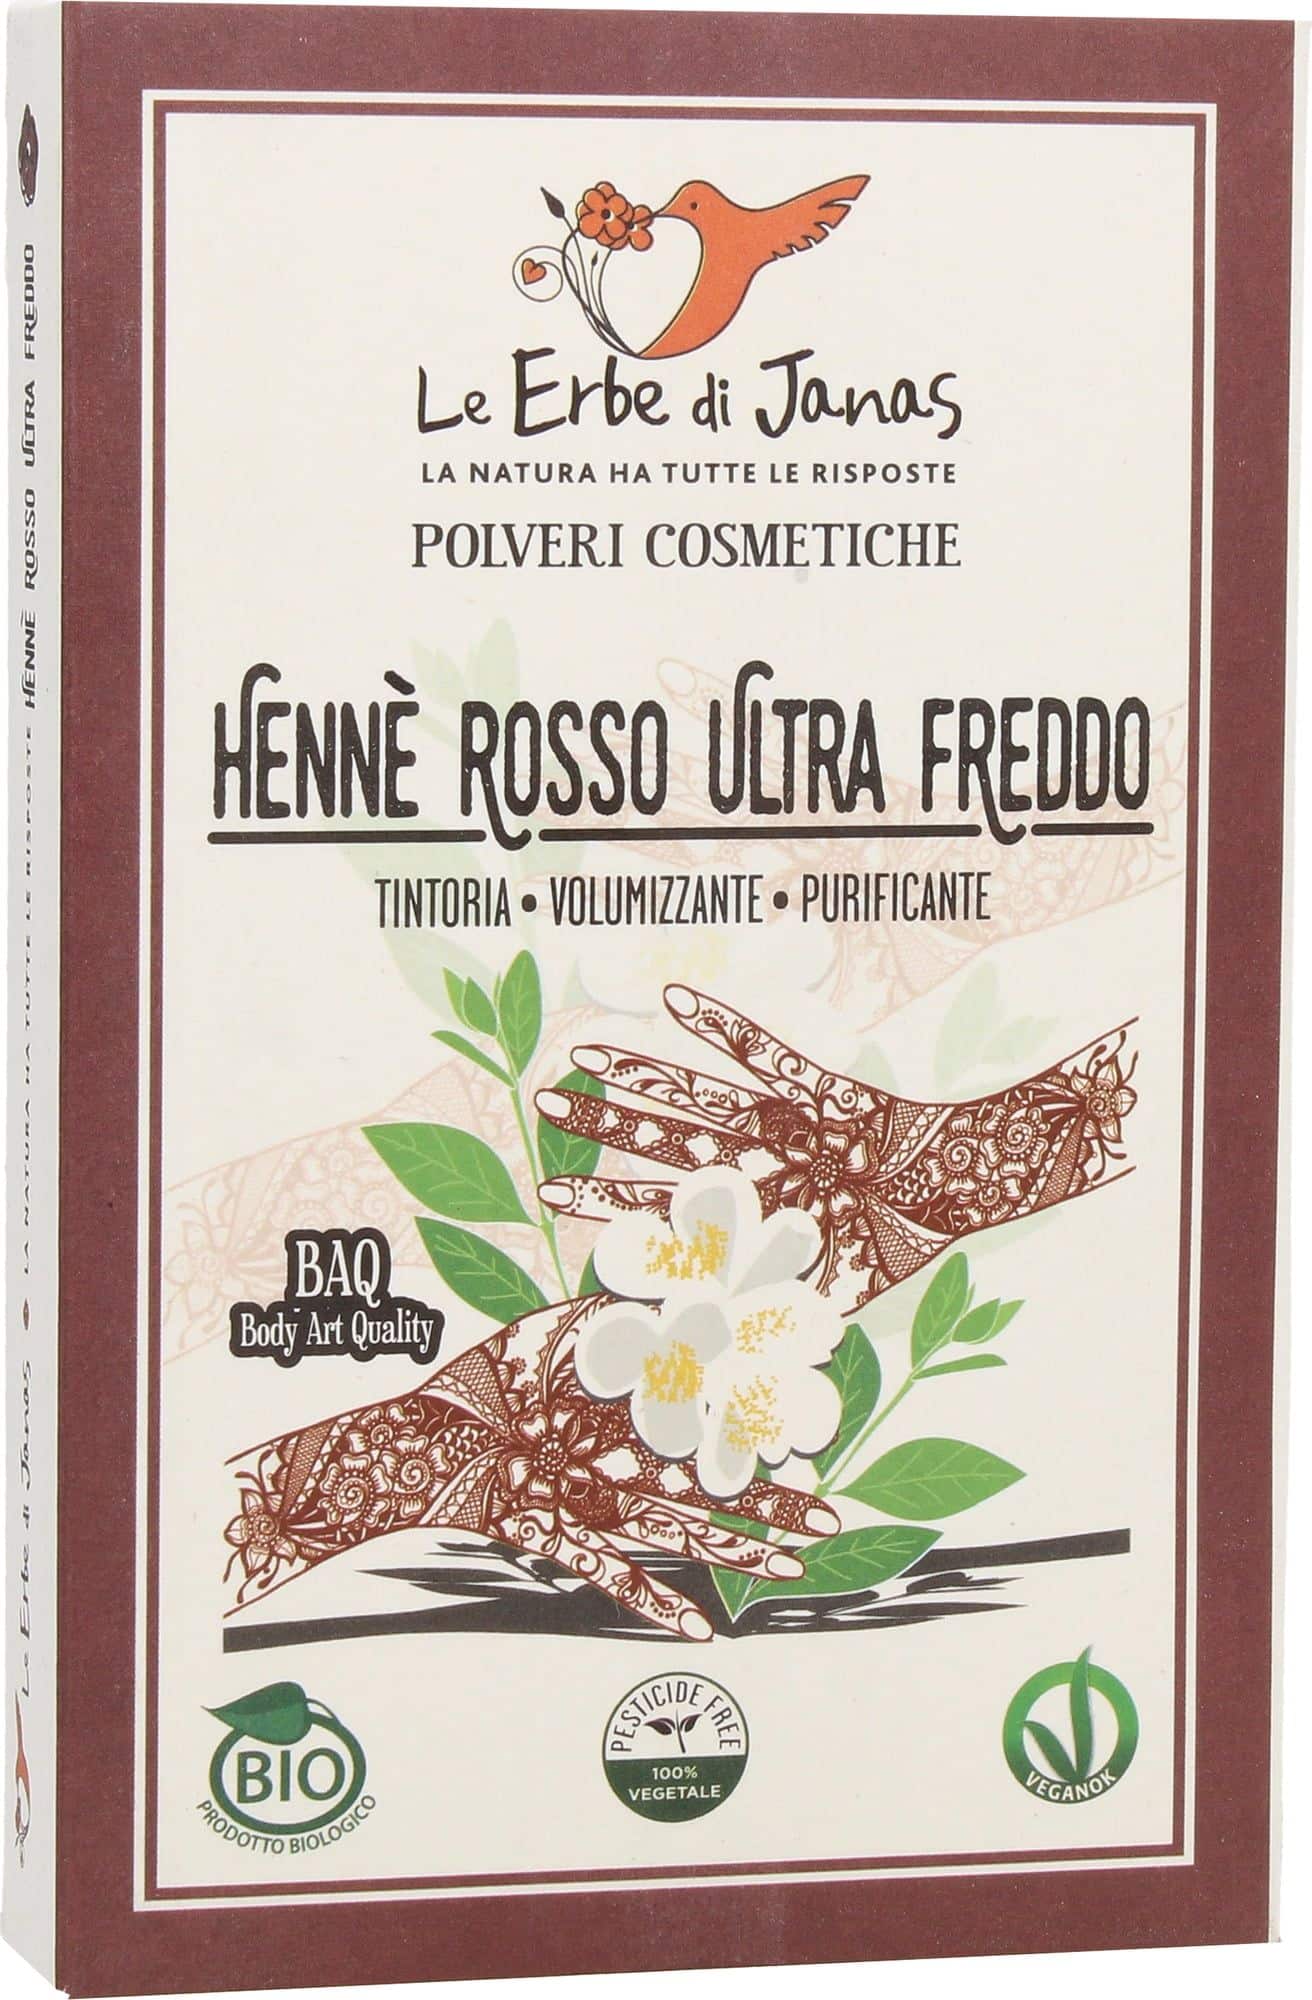 Le Erbe di Janas
LA NATURA HA TUTTE LE RISPOSTE
POLVERI COSMETICHE
HENNÈ ROSSO ULTRA FREDDO
TINTORIA • VOLUMIZZANTE • PURIFICANTE
BAQ
Body Art Quality
BIO
PRODOTTO BIOLOGICO
PESTICIDE FREE
100%
VEGETALE
VEGANOK
Le Erbe di Janas LA NATURA HA TUTTE LE RISPOSTE HENNÈ ROSSO ULTRA FREDDO